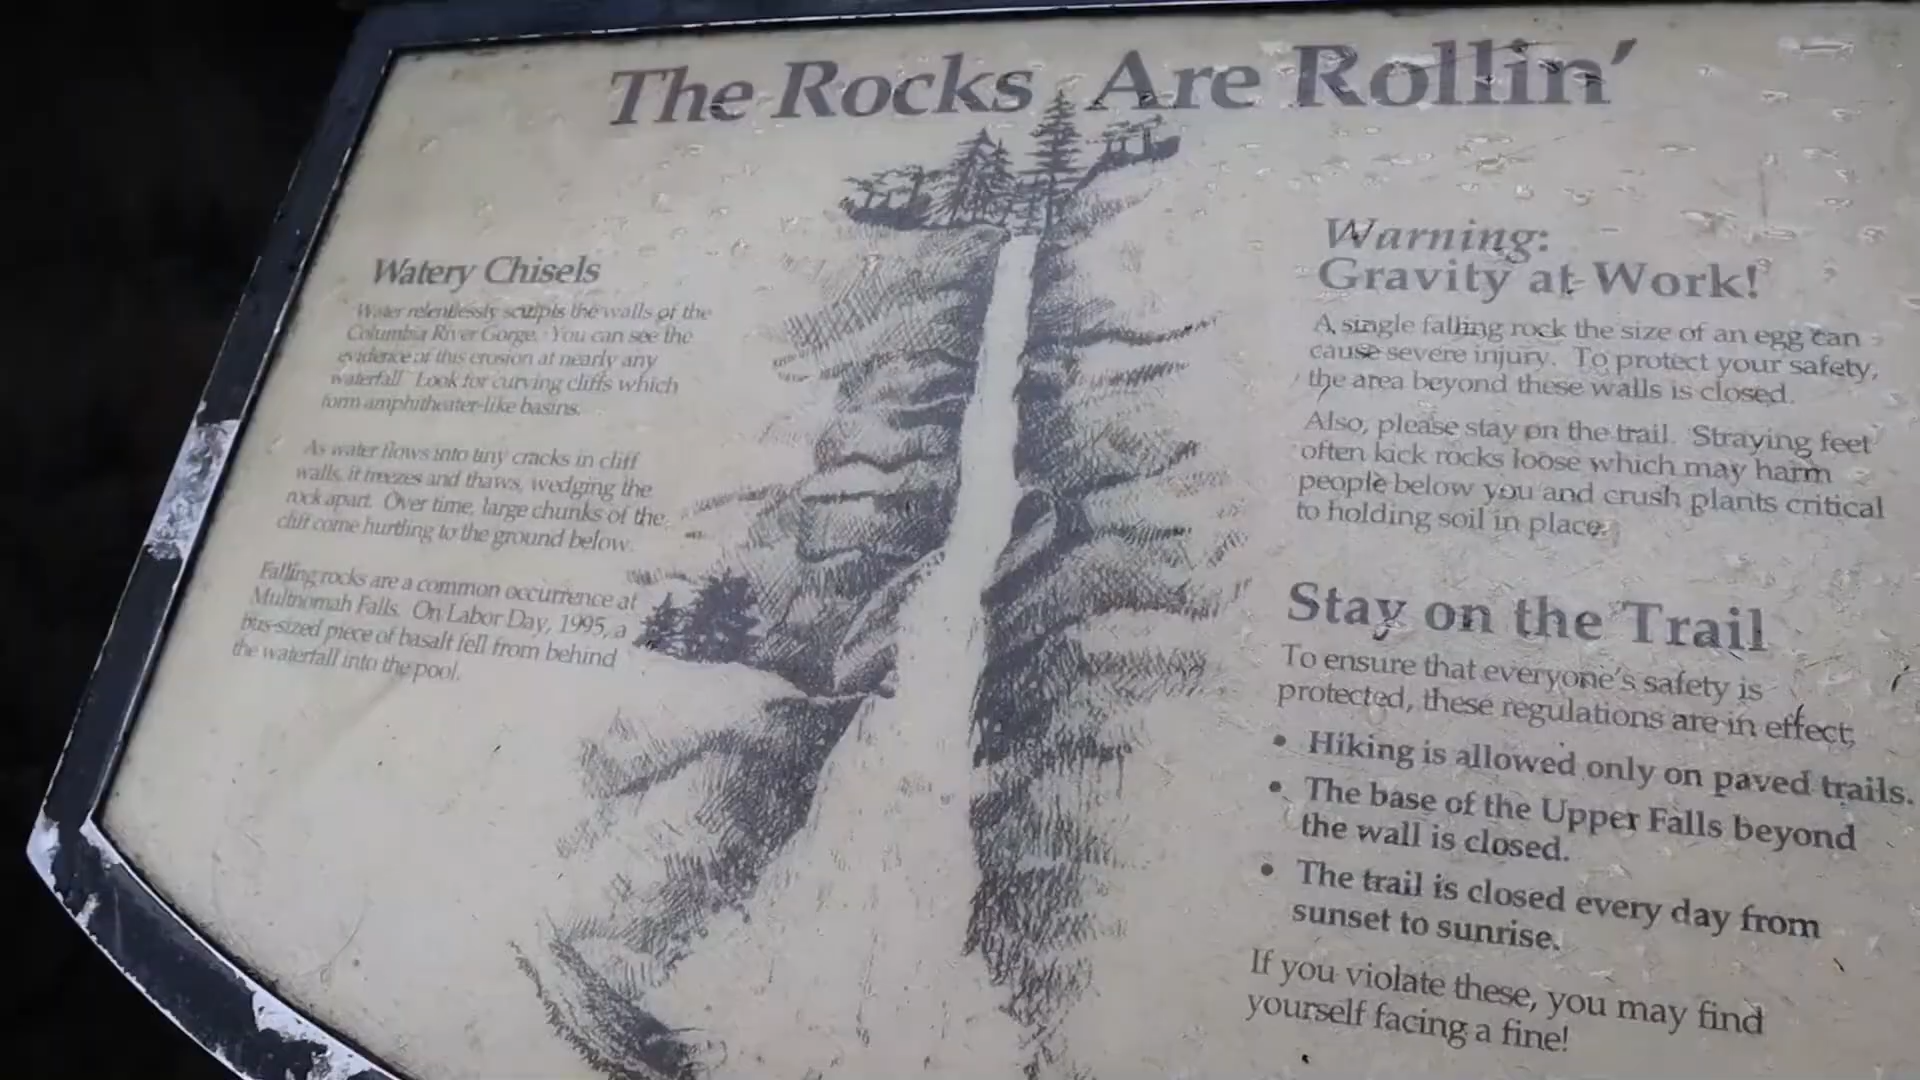 The Rocks Are Rollin'
Watery Chisels
Water relentlessly sculpts the walls of the
Columbia River Gorge. You can see the
evidence of this erosion at nearly any
waterfall. Look for curving cliffs which
form amphitheater-like basins.
As water flows into tiny cracks in cliff
walls, it freezes and thaws, wedging the
rock apart. Over time, large chunks of the
cliff come hurtling to the ground below.
Falling rocks are a common occurrence at
Multnomah Falls. On Labor Day, 1995, a
bus-sized piece of basalt fell from behind
the waterfall into the pool.
Warning:
Gravity at Work!
A single falling rock the size of an egg can
cause severe injury. To protect your safety,
the area beyond these walls is closed.
Also, please stay on the trail. Straying feet
often kick rocks loose which may harm
people below you and crush plants critical
to holding soil in place.
Stay on the Trail
To ensure that everyone's safety is
protected, these regulations are in effect;
• Hiking is allowed only on paved trails.
• The base of the Upper Falls beyond
the wall is closed.
• The trail is closed every day from
sunset to sunrise.
If you violate these, you may find
yourself facing a fine!